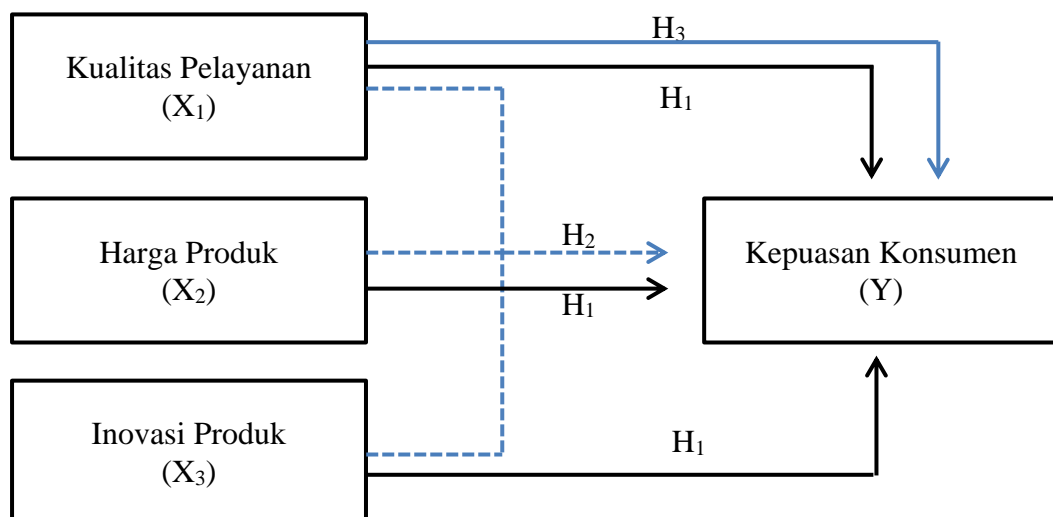 H₃
Kualitas Pelayanan
(X₁)
H₁
Harga Produk
(X₂)
H₂
H₁
Kepuasan Konsumen
(Y)
Inovasi Produk
(X₃)
H₁